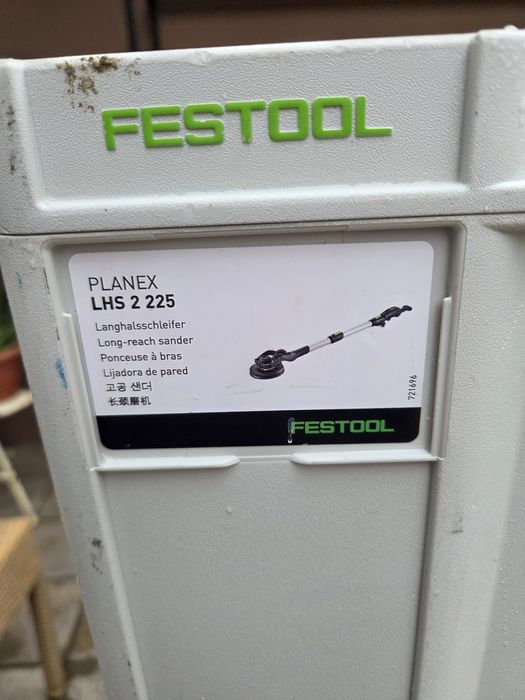 FESTOOL
PLANEX
LHS 2 225
Langhalsschleifer
Long-reach sander
Ponceuse à bras
Lijadora de pared
고공 샌더
长颈磨机
721696
FESTOOL